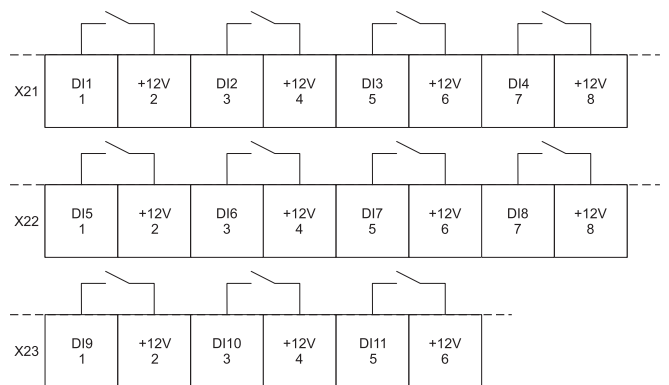 X21 DI1 +12V DI2 +12V DI3 +12V DI4 +12V
1 2 3 4 5 6 7 8
X22 DI5 +12V DI6 +12V DI7 +12V DI8 +12V
1 2 3 4 5 6 7 8
X23 DI9 +12V DI10 +12V DI11 +12V
1 2 3 4 5 6